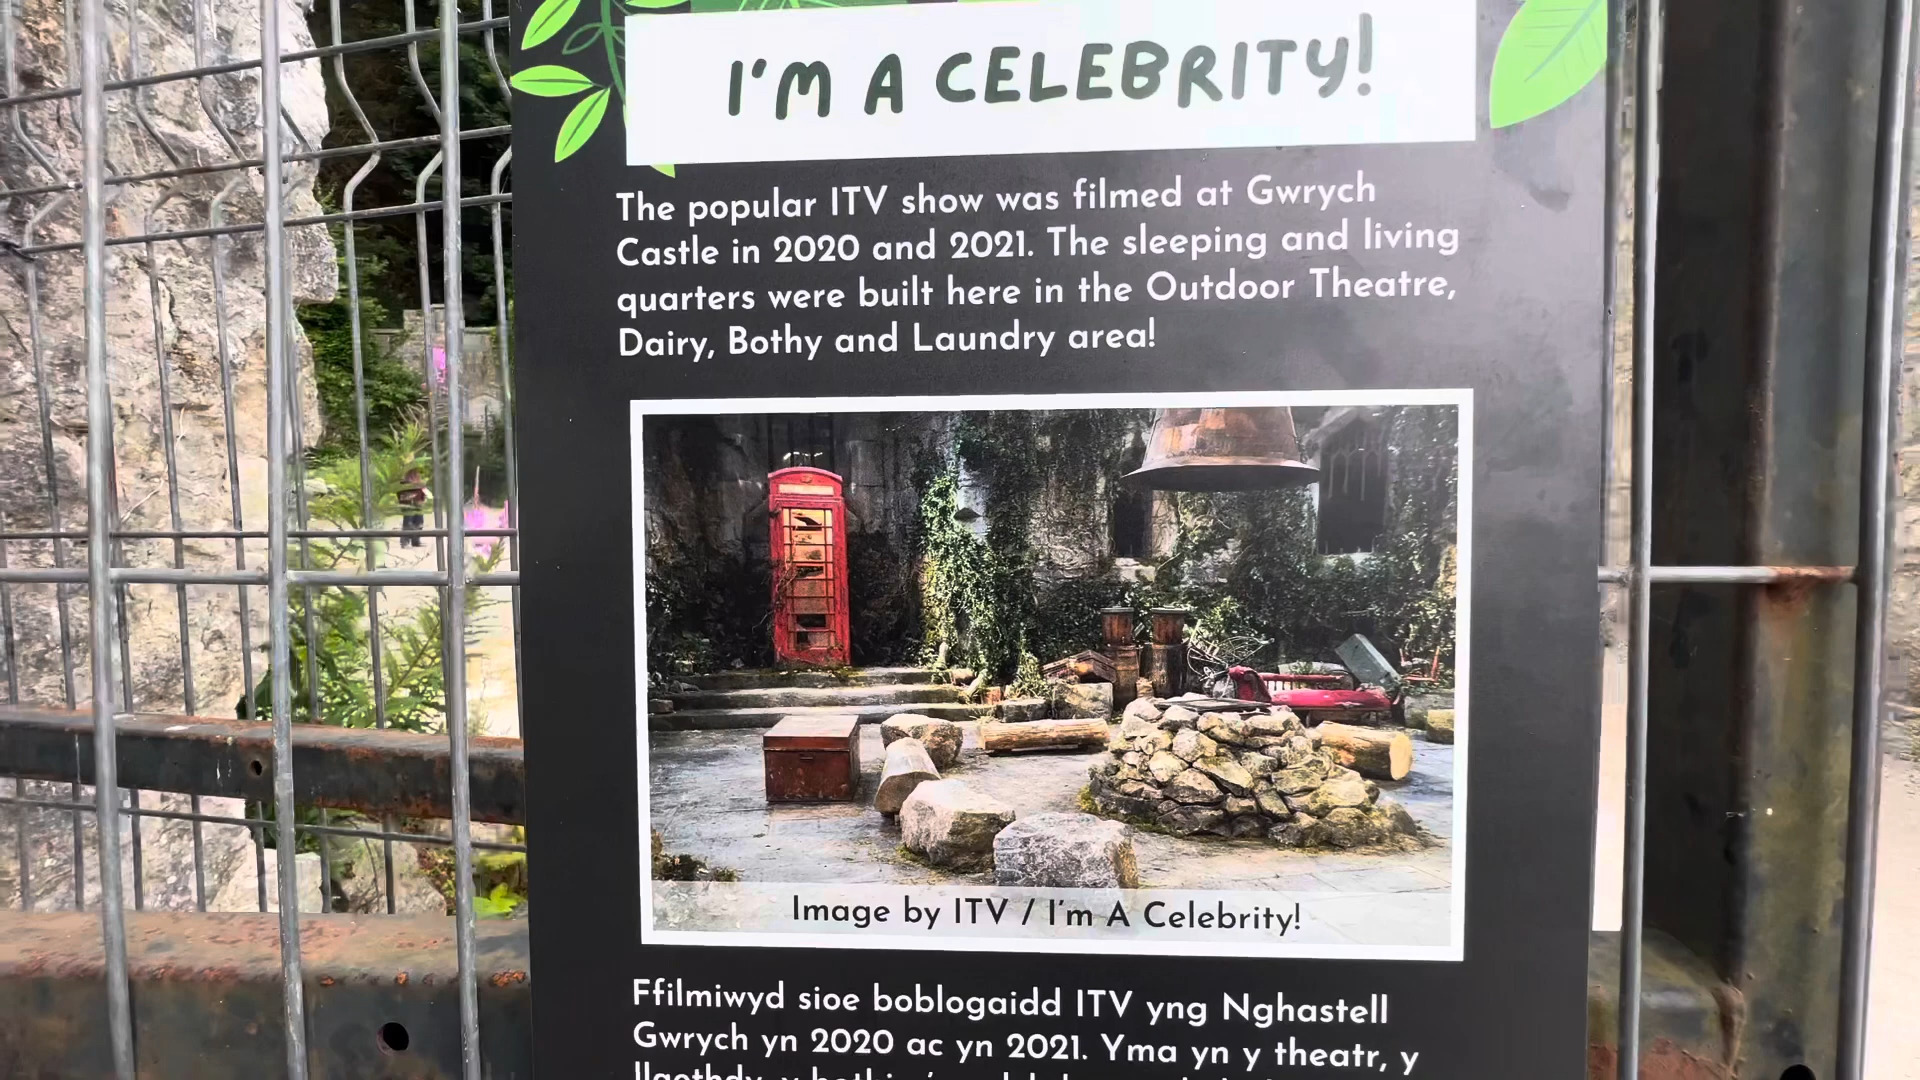 I'M A CELEBRITY!
The popular ITV show was filmed at Gwrych
Castle in 2020 and 2021. The sleeping and living
quarters were built here in the Outdoor Theatre,
Dairy, Bothy and Laundry area!
Image by ITV / I'm A Celebrity!
Ffilmiwyd sioe boblogaidd ITV yng Nghastell
Gwrych yn 2020 ac yn 2021. Yma yn y theatr, y